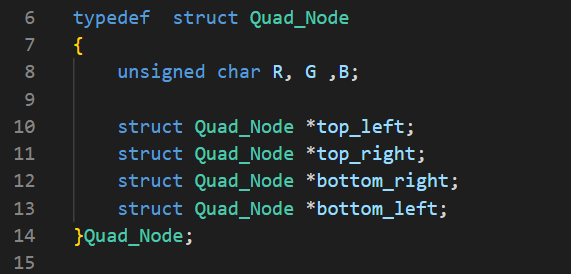 6 typedef  struct Quad_Node
7 {
8     unsigned char R, G ,B;
9
10     struct Quad_Node *top_left;
11     struct Quad_Node *top_right;
12     struct Quad_Node *bottom_right;
13     struct Quad_Node *bottom_left;
14 }Quad_Node;
15